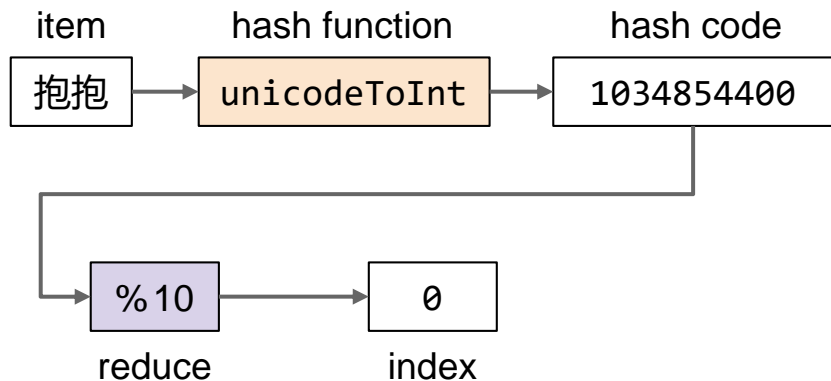 item hash function hash code
抱抱 unicodeToInt 1034854400
%10 0
reduce index